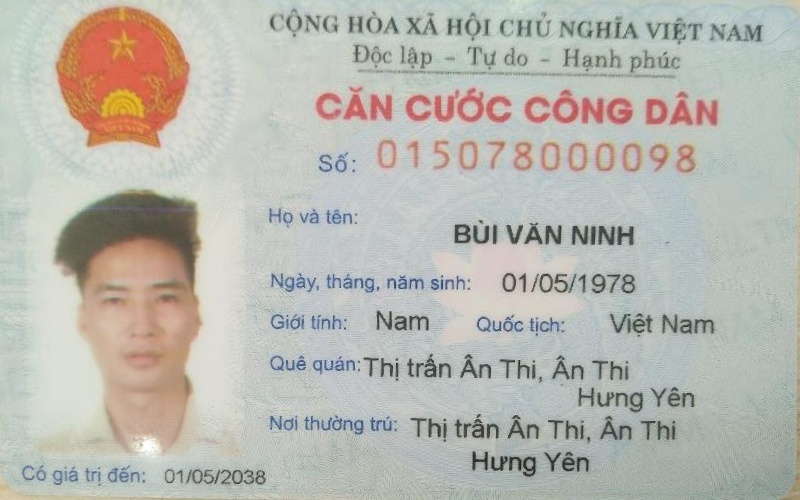 CỘNG HÒA XÃ HỘI CHỦ NGHĨA VIỆT NAM
Độc lập - Tự do - Hạnh phúc
CĂN CƯỚC CÔNG DÂN
Số: 015078000098
Họ và tên:
BÙI VĂN NINH
Ngày, tháng, năm sinh: 01/05/1978
Giới tính: Nam Quốc tịch: Việt Nam
Quê quán: Thị trấn Ân Thi, Ân Thi
Hưng Yên
Nơi thường trú: Thị trấn Ân Thi, Ân Thi
Hưng Yên
Có giá trị đến: 01/05/2038